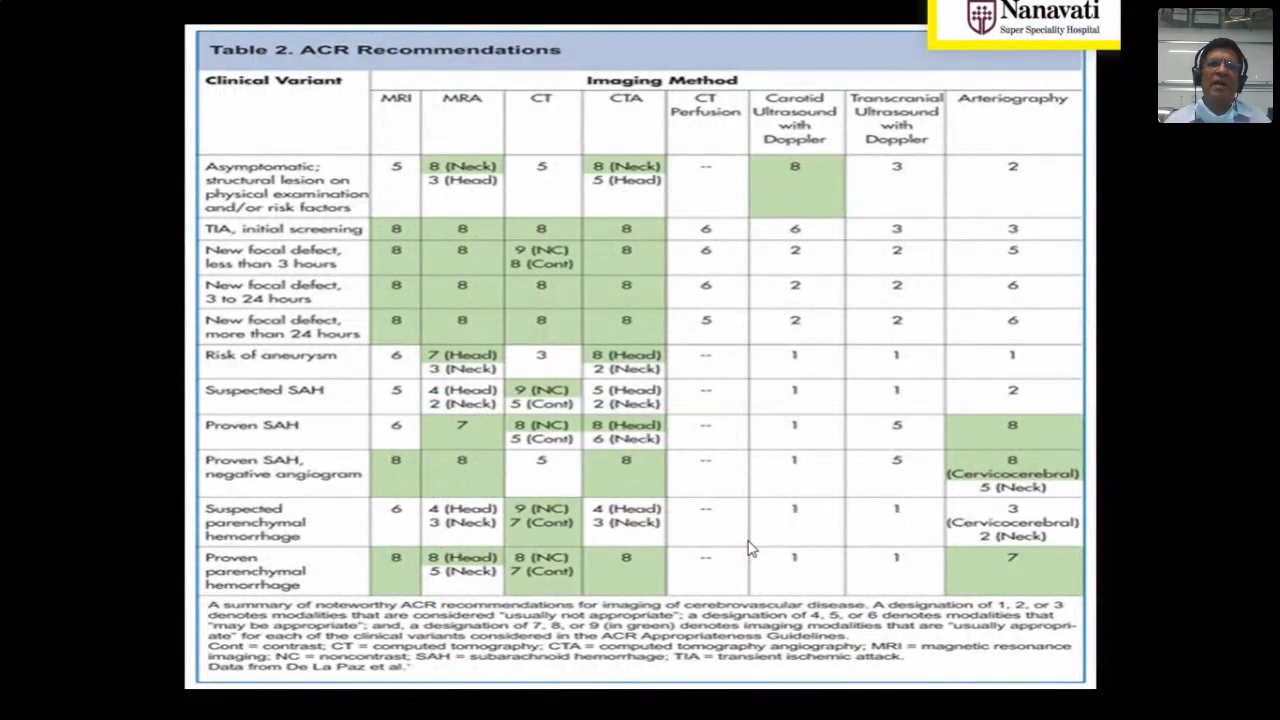 Nanavati
Super Speciality Hospital
Table 2. ACR Recommendations
Clinical Variant Imaging Method
MRI MRA CT CTA CT Perfusion Carotid Ultrasound with Doppler Transcranial Ultrasound with Doppler Arteriography
Asymptomatic; structural lesion on physical examination and/or risk factors 5 8 (Neck) 3 (Head) 5 8 (Neck) 5 (Head) -- 8 3 2
TIA, initial screening 8 8 8 8 6 6 3 3
New focal defect, less than 3 hours 8 8 9 (NC) 8 (Cont) 8 6 2 2 5
New focal defect, 3 to 24 hours 8 8 8 8 6 2 2 6
New focal defect, more than 24 hours 8 8 8 8 5 2 2 6
Risk of aneurysm 6 7 (Head) 3 (Neck) 3 8 (Head) 2 (Neck) -- 1 1 1
Suspected SAH 5 4 (Head) 2 (Neck) 9 (NC) 5 (Cont) 5 (Head) 2 (Neck) -- 1 1 2
Proven SAH 6 7 8 (NC) 5 (Cont) 8 (Head) 6 (Neck) -- 1 5 8
Proven SAH, negative angiogram 8 8 5 8 -- 1 5 8 (Cervicocerebral) 5 (Neck)
Suspected parenchymal hemorrhage 6 4 (Head) 3 (Neck) 9 (NC) 7 (Cont) 4 (Head) 3 (Neck) -- 1 1 3 (Cervicocerebral) 2 (Neck)
Proven parenchymal hemorrhage 8 8 (Head) 5 (Neck) 8 (NC) 7 (Cont) 8 -- 1 1 7
A summary of noteworthy ACR recommendations for imaging of cerebrovascular disease. A designation of 1, 2, or 3
denotes modalities that are considered “usually not appropriate”; a designation of 4, 5, or 6 denotes modalities that
“may be appropriate”; and, a designation of 7, 8, or 9 (in green) denotes imaging modalities that are “usually appropri-
ate” for each of the clinical variants considered in the ACR Appropriateness Guidelines.
Cont = contrast; CT = computed tomography; CTA = computed tomography angiography; MRI = magnetic resonance
imaging; NC = noncontrast; SAH = subarachnoid hemorrhage; TIA = transient ischemic attack.
Data from De La Paz et al.